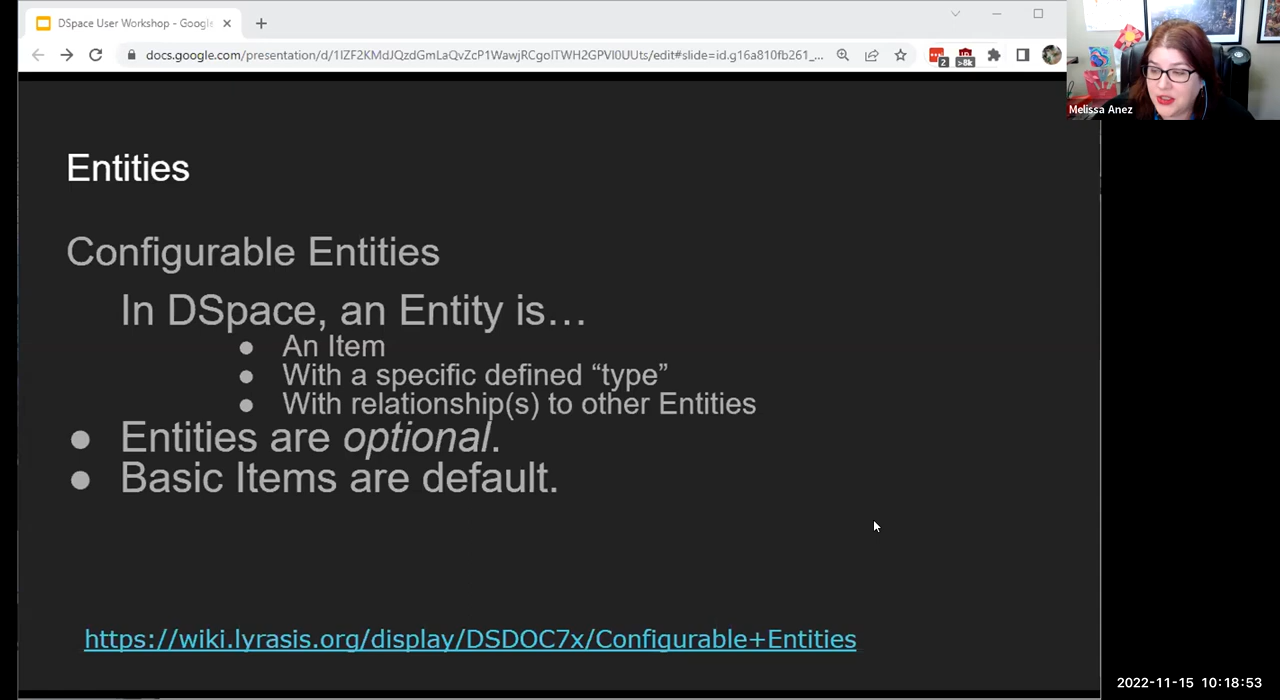 DSpace User Workshop - Googl
docs.google.com/presentation/d/
/edit#slide=id.g16a810fb261_...
2
>8k
Melissa Anez
Entities
Configurable Entities
In DSpace, an Entity is…
● An Item
● With a specific defined “type”
● With relationship(s) to other Entities
● Entities are optional.
● Basic Items are default.
https://wiki.lyrasis.org/display/DSDOC7x/Configurable+Entities
2022-11-15 10:18:53